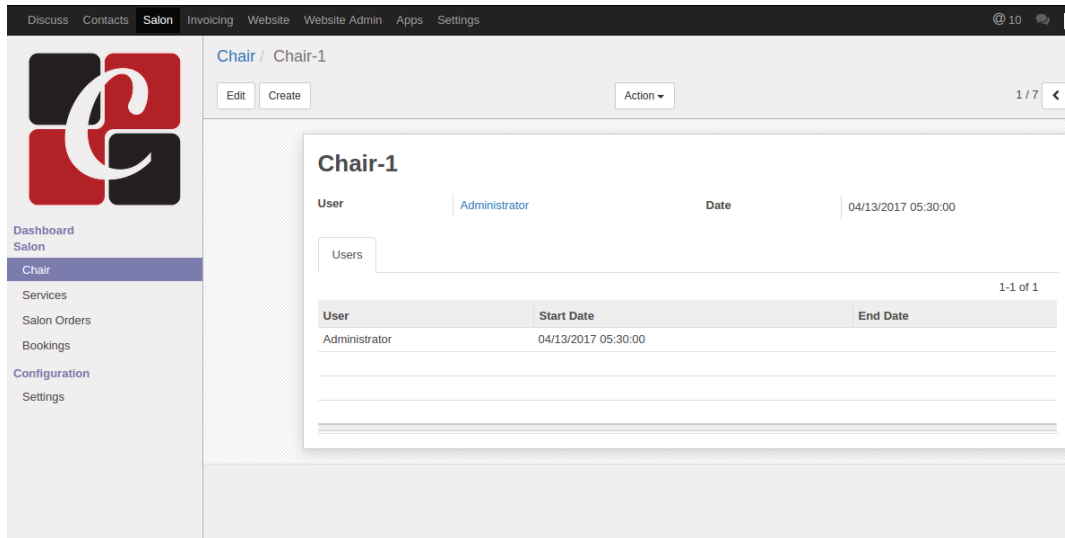 Discuss Contacts Salon Invoicing Website Website Admin Apps Settings @ 10
Chair / Chair-1
Edit Create Action 1 / 7
Chair-1
User Administrator Date 04/13/2017 05:30:00
Users
1-1 of 1
User Start Date End Date
Administrator 04/13/2017 05:30:00
Dashboard
Salon
Chair
Services
Salon Orders
Bookings
Configuration
Settings